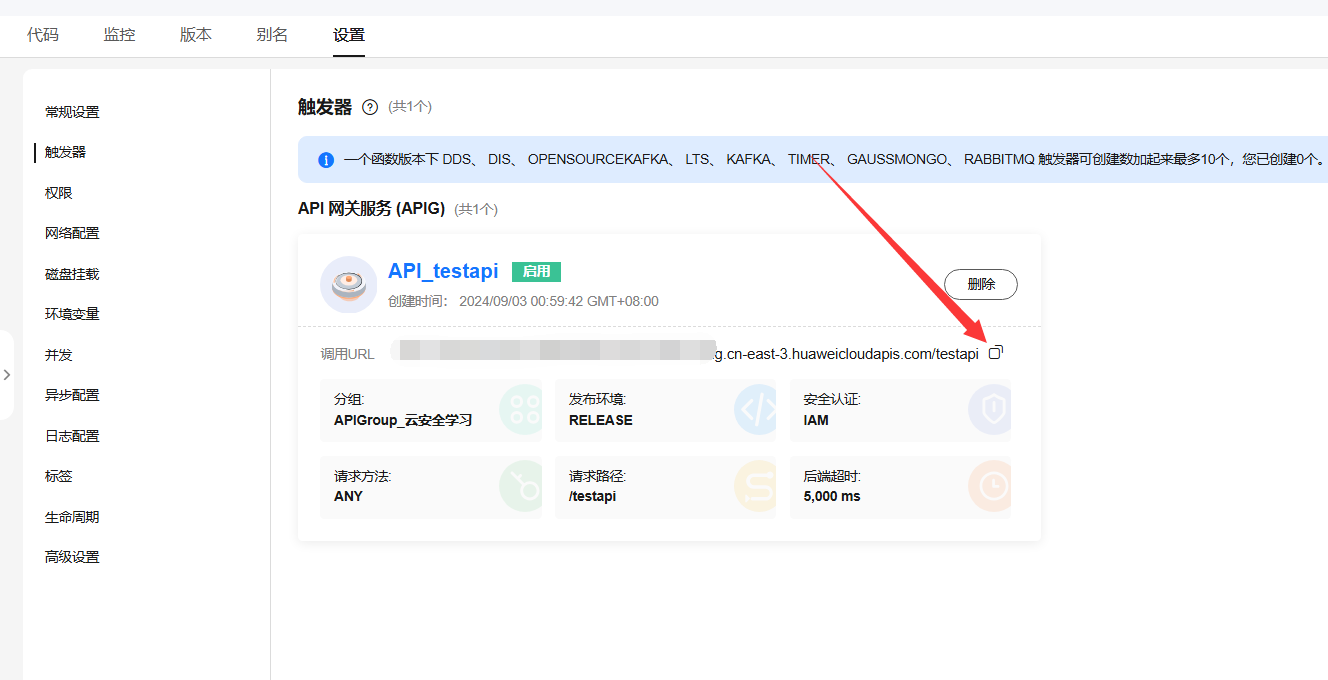 代码 监控 版本 别名 设置
常规设置
触发器
权限
网络配置
磁盘挂载
环境变量
并发
异步配置
日志配置
标签
生命周期
高级设置
触发器 ? (共1个)
一个函数版本下 DDS、 DIS、 OPENSOURCEKAFKA、 LTS、 KAFKA、 TIMER、 GAUSSMONGO、 RABBITMQ 触发器可创建数加起来最多10个，您已创建0个。
API 网关服务 (APIG) (共1个)
API_testapi 启用
创建时间： 2024/09/03 00:59:42 GMT+08:00
删除
调用URL g.cn-east-3.huaweicloudapis.com/testapi
分组: 发布环境: 安全认证:
APIGroup_云安全学习 RELEASE IAM
请求方法: 请求路径: 后端超时:
ANY /testapi 5,000 ms